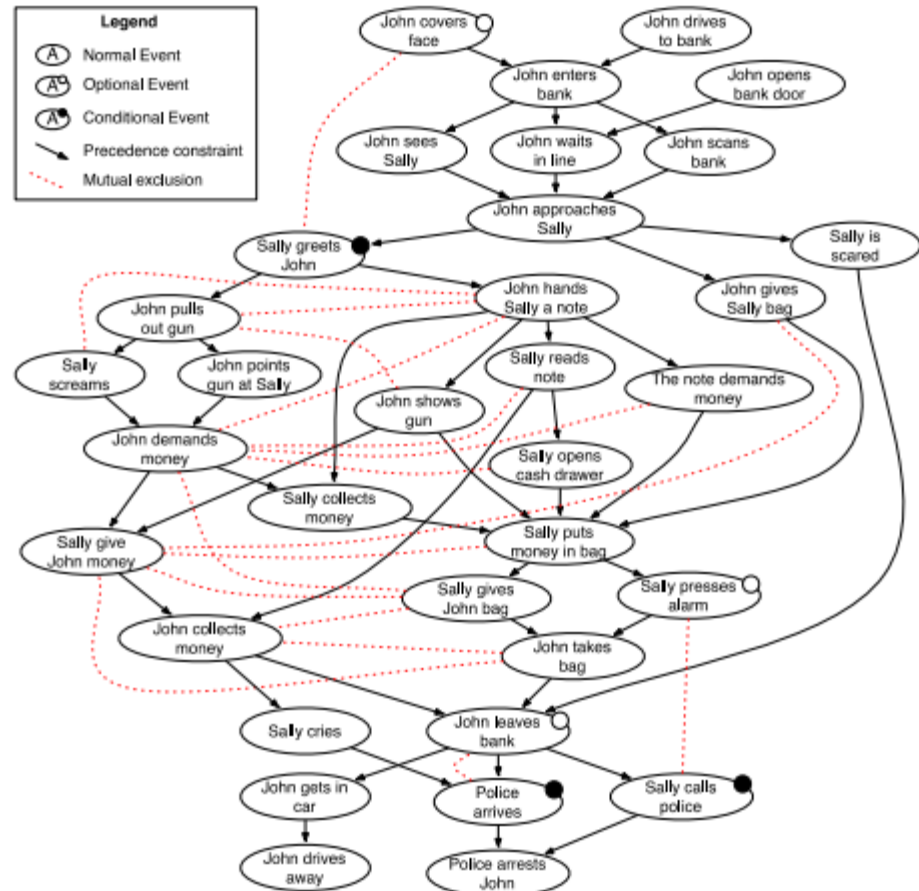 Legend
A Normal Event
A Optional Event
A Conditional Event
Precedence constraint
Mutual exclusion
John covers
face
John drives
to bank
John enters
bank
John opens
bank door
John sees
Sally
John waits
in line
John scans
bank
John approaches
Sally
Sally greets
John
Sally is
scared
John pulls
out gun
John hands
Sally a note
John gives
Sally bag
Sally
screams
John points
gun at Sally
Sally reads
note
The note demands
money
John shows
gun
John demands
money
Sally opens
cash drawer
Sally collects
money
Sally give
John money
Sally puts
money in bag
Sally gives
John bag
Sally presses
alarm
John collects
money
John takes
bag
Sally cries
John leaves
bank
John gets in
car
Police
arrives
Sally calls
police
John drives
away
Police arrests
John